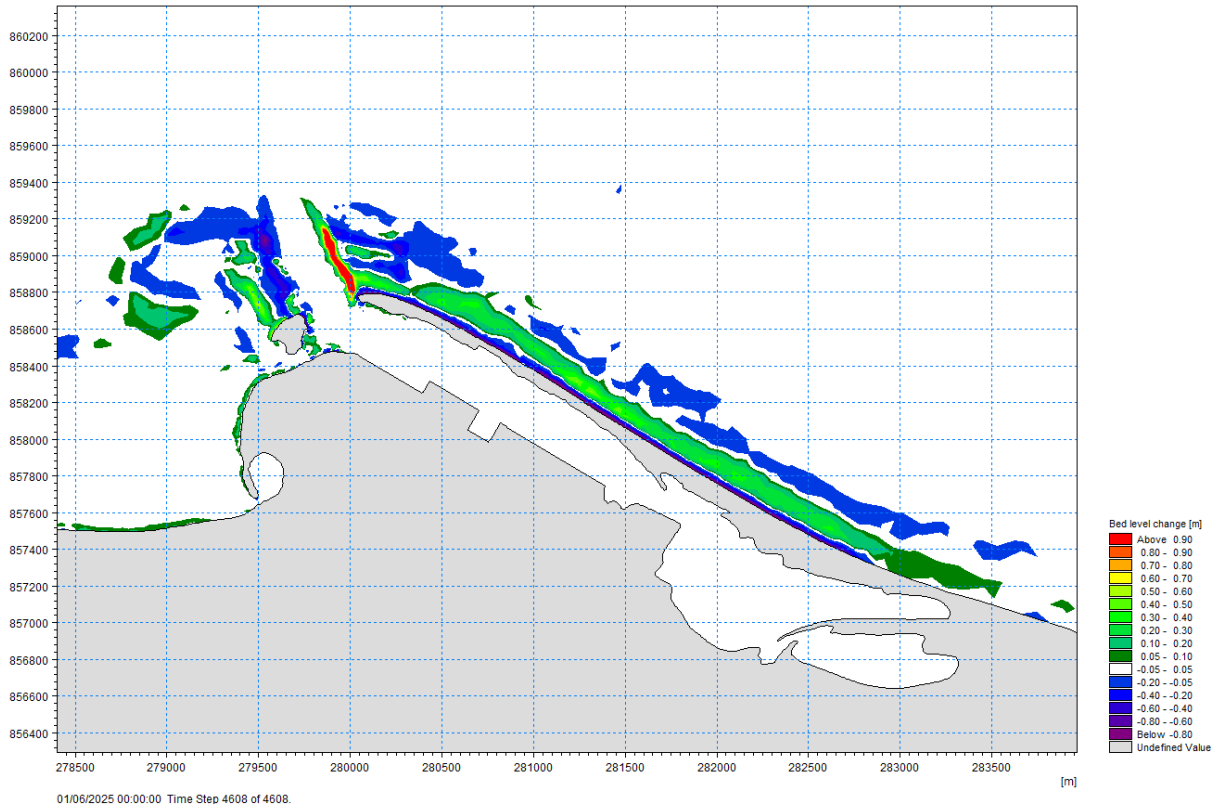 860200
860000
859800
859600
859400
859200
859000
858800
858600
858400
858200
858000
857800
857600
857400
857200
857000
856800
856600
856400
278500 279000 279500 280000 280500 281000 281500 282000 282500 283000 283500
[m]
01/06/2025 00:00:00 Time Step 4608 of 4608.
Bed level change [m]
Above 0.90
0.80 - 0.90
0.70 - 0.80
0.60 - 0.70
0.50 - 0.60
0.40 - 0.50
0.30 - 0.40
0.20 - 0.30
0.10 - 0.20
0.05 - 0.10
-0.05 - 0.05
-0.20 - -0.05
-0.40 - -0.20
-0.60 - -0.40
-0.80 - -0.60
Below -0.80
Undefined Value